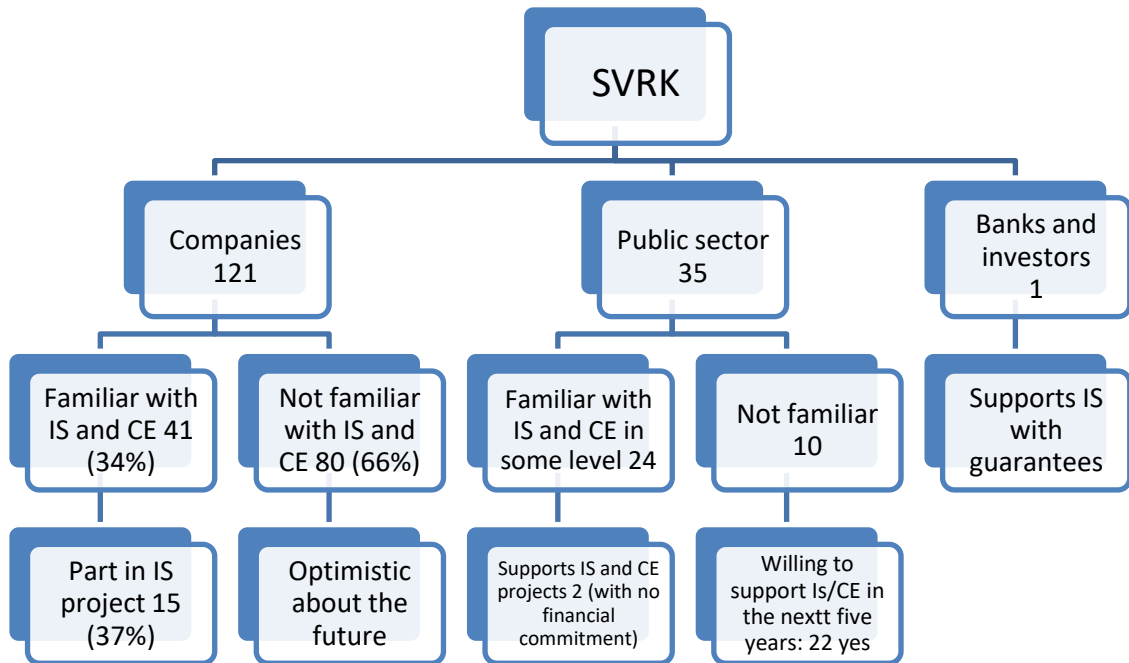 SVRK
Companies
121
Public sector
35
Banks and
investors
1
Familiar with
IS and CE 41
(34%)
Not familiar
with IS and
CE 80 (66%)
Familiar with
IS and CE in
some level 24
Not familiar
10
Supports IS
with
guarantees
Part in IS
project 15
(37%)
Optimistic
about the
future
Supports IS and CE
projects 2 (with no
financial
commitment)
Willing to
support Is/CE in
the nextt five
years: 22 yes